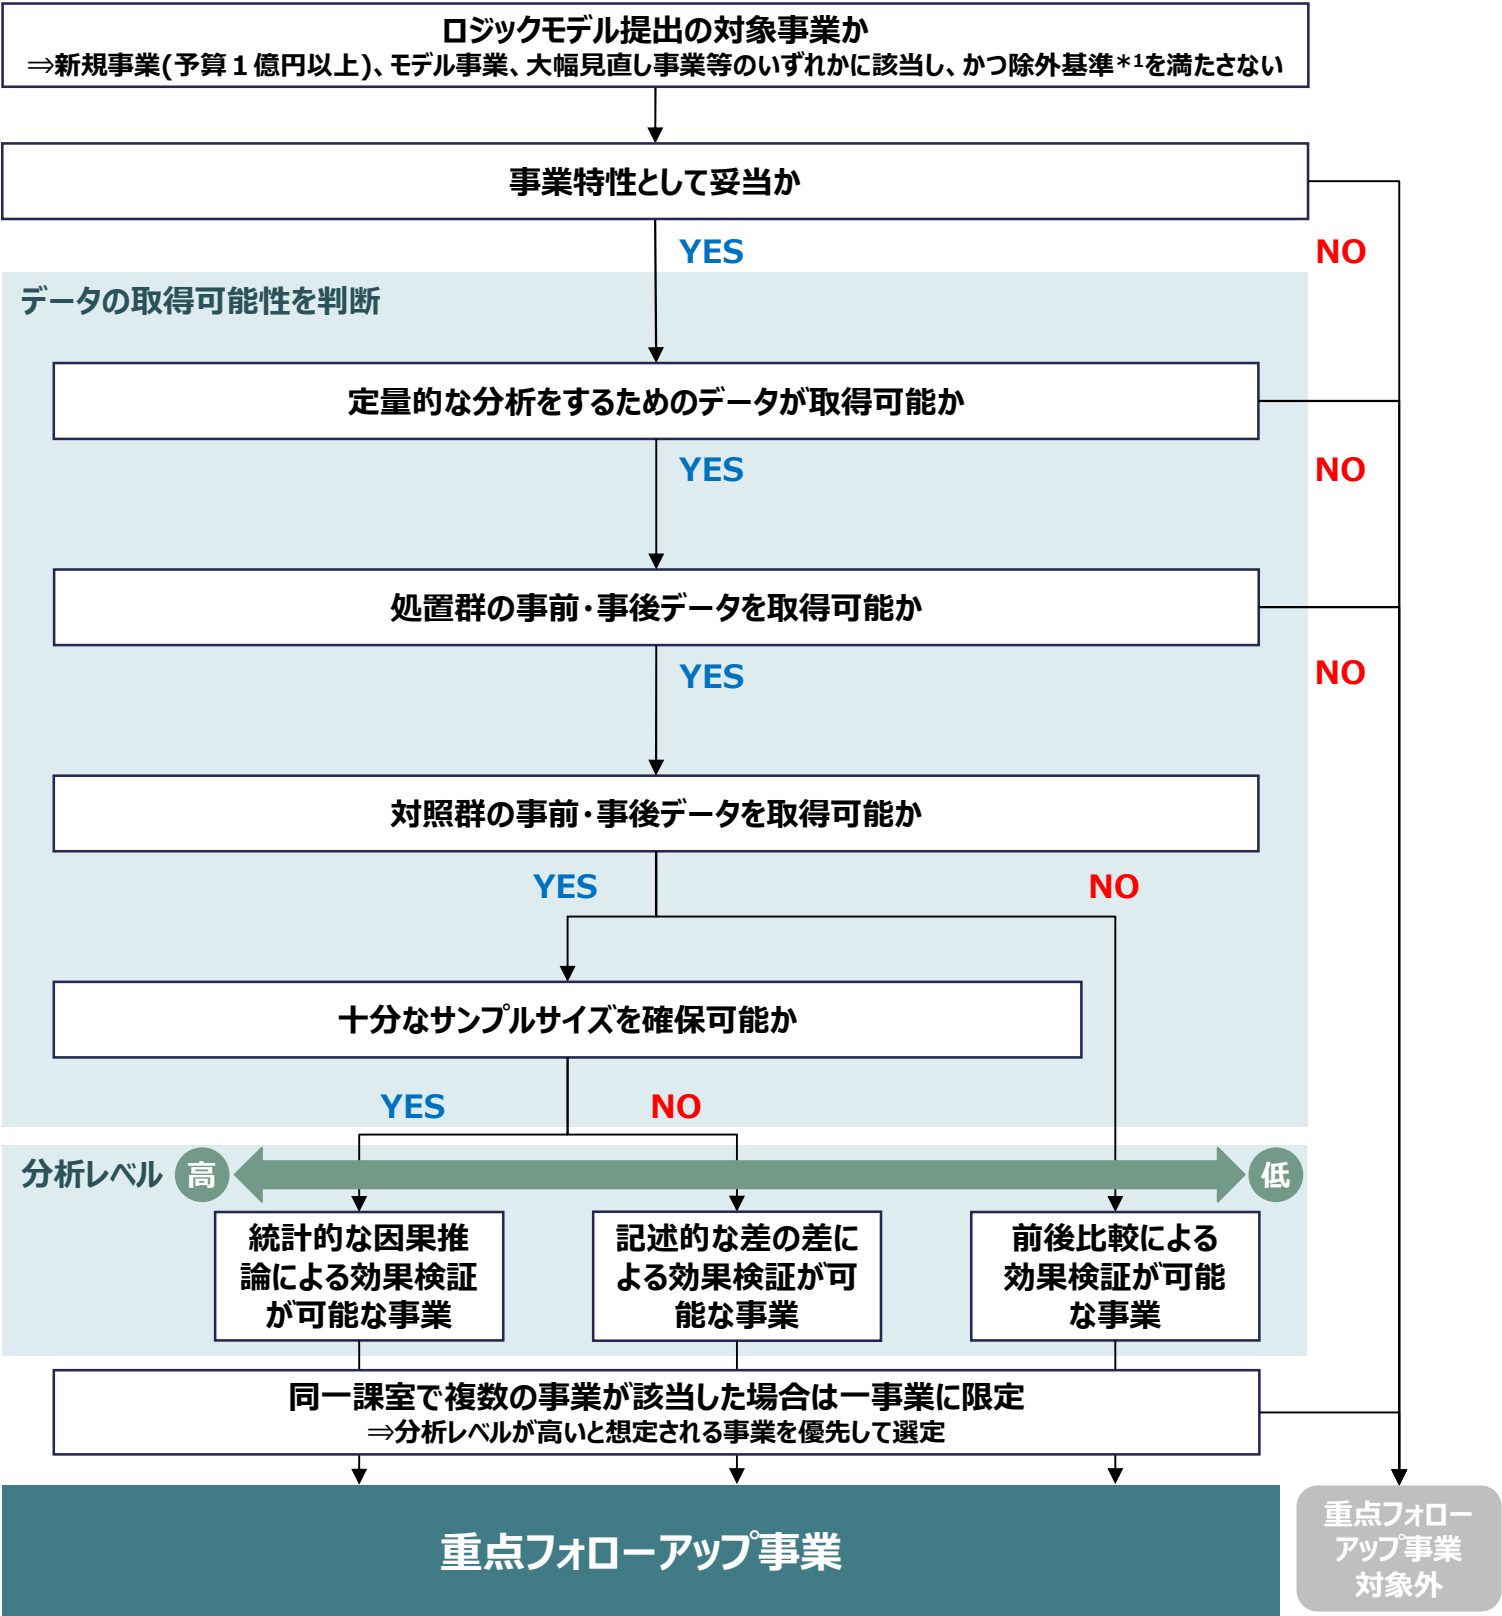 ロジックモデル提出の対象事業か
⇒新規事業(予算１億円以上)、モデル事業、大幅見直し事業等のいずれかに該当し、かつ除外基準*1を満たさない
事業特性として妥当か
YES
NO
データの取得可能性を判断
定量的な分析をするためのデータが取得可能か
YES
NO
処置群の事前・事後データを取得可能か
YES
NO
対照群の事前・事後データを取得可能か
YES
NO
十分なサンプルサイズを確保可能か
YES
NO
分析レベル
高
低
統計的な因果推
論による効果検証
が可能な事業
記述的な差の差に
よる効果検証が可
能な事業
前後比較による
効果検証が可能
な事業
同一課室で複数の事業が該当した場合は一事業に限定
⇒分析レベルが高いと想定される事業を優先して選定
重点フォローアップ事業
重点フォロー
アップ事業
対象外